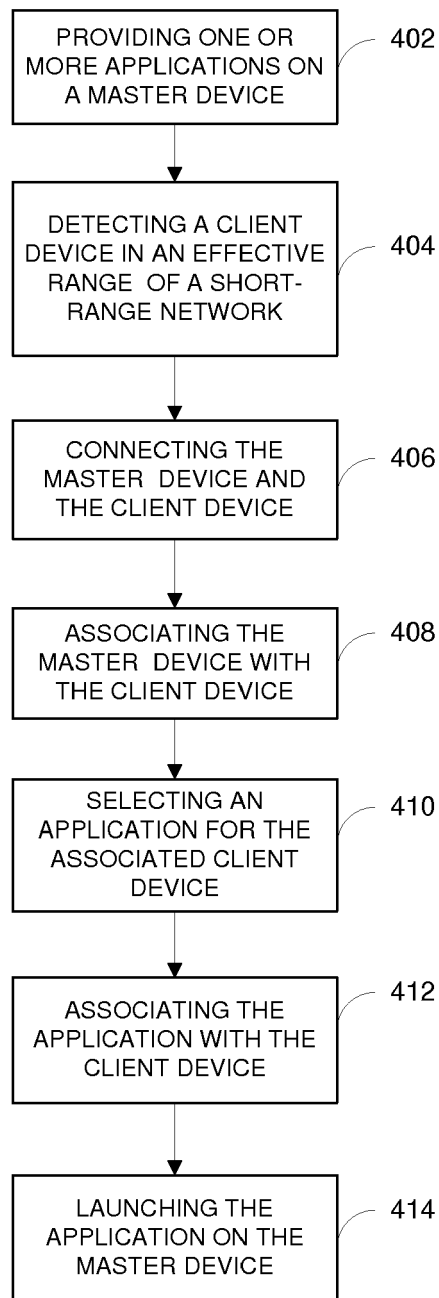 PROVIDING ONE OR
MORE APPLICATIONS ON
A MASTER DEVICE
402
DETECTING A CLIENT
DEVICE IN AN EFFECTIVE
RANGE OF A SHORT-
RANGE NETWORK
404
CONNECTING THE
MASTER DEVICE AND
THE CLIENT DEVICE
406
ASSOCIATING THE
MASTER DEVICE WITH
THE CLIENT DEVICE
408
SELECTING AN
APPLICATION FOR THE
ASSOCIATED CLIENT
DEVICE
410
ASSOCIATING THE
APPLICATION WITH THE
CLIENT DEVICE
412
LAUNCHING THE
APPLICATION ON THE
MASTER DEVICE
414